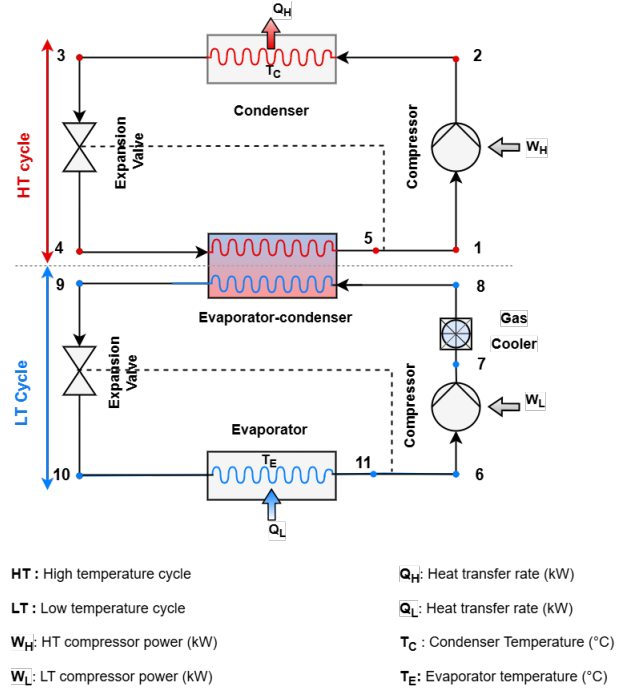 Q_H
3
2
T_C
Condenser
Expansion
Valve
Compressor
W_H
HT cycle
4
5
1
9
8
Evaporator-condenser
Gas
Cooler
7
Expansion
Valve
Compressor
W_L
LT Cycle
Evaporator
T_E
10
11
6
Q_L
HT : High temperature cycle
Q_H: Heat transfer rate (kW)
LT : Low temperature cycle
Q_L: Heat transfer rate (kW)
W_H: HT compressor power (kW)
T_C : Condenser Temperature (°C)
W_L: LT compressor power (kW)
T_E: Evaporator temperature (°C)